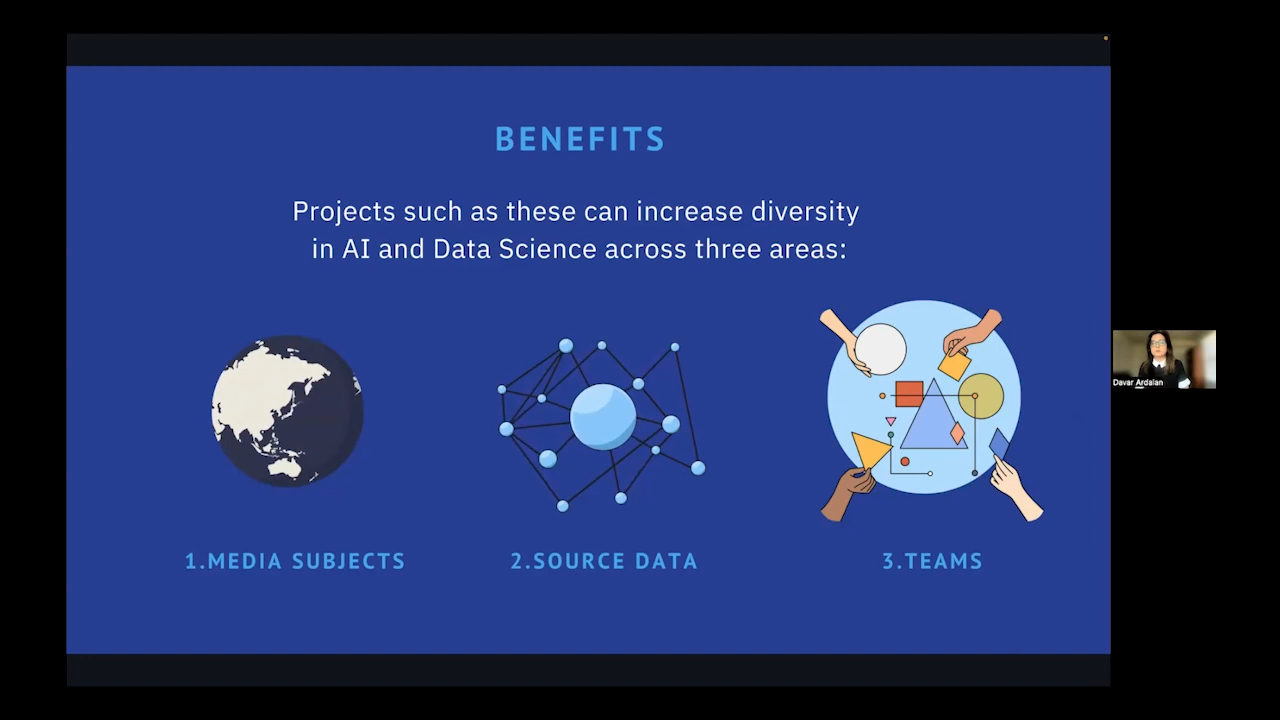 BENEFITS
Projects such as these can increase diversity
in AI and Data Science across three areas:
1.MEDIA SUBJECTS
2.SOURCE DATA
3.TEAMS
Davar Ardalan